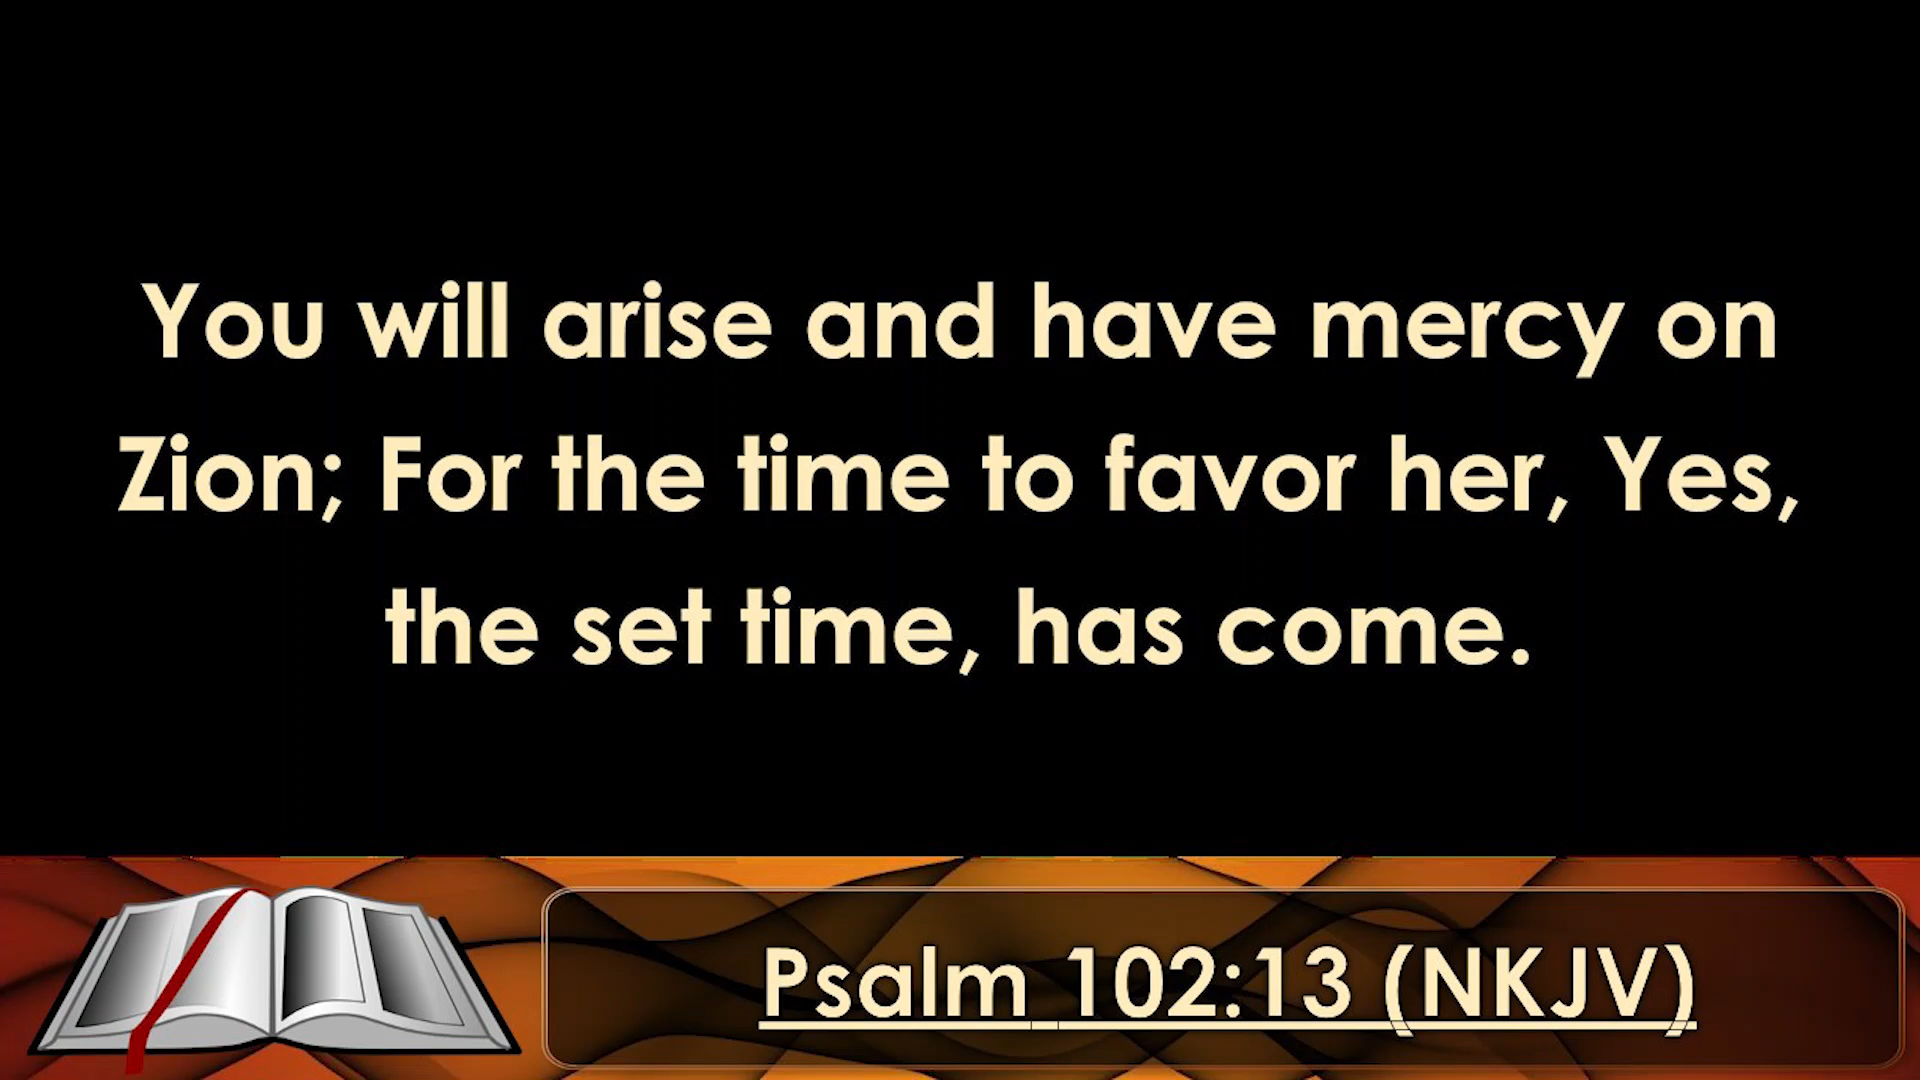 You will arise and have mercy on
Zion; For the time to favor her, Yes,
the set time, has come.
Psalm 102:13 (NKJV)